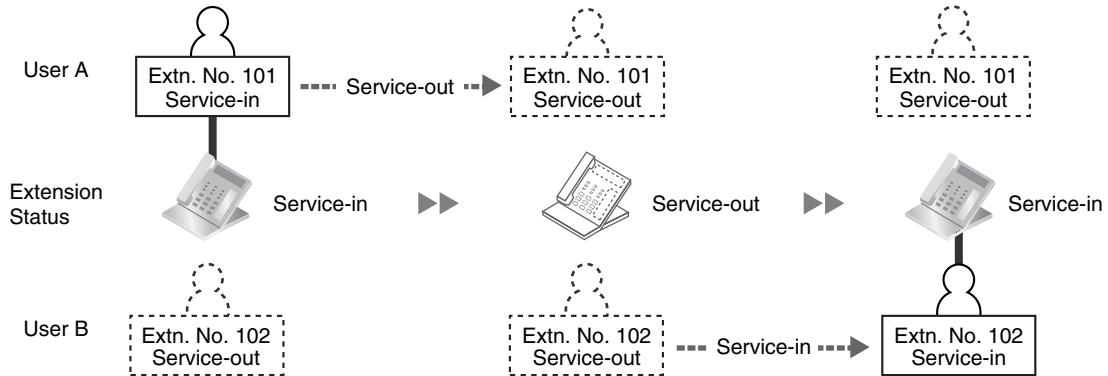 User A
Extn. No. 101
Service-in
Service-out
Extn. No. 101
Service-out
Extn. No. 101
Service-out
Extension
Status
Service-in
Service-out
Service-in
User B
Extn. No. 102
Service-out
Extn. No. 102
Service-out
Service-in
Extn. No. 102
Service-in